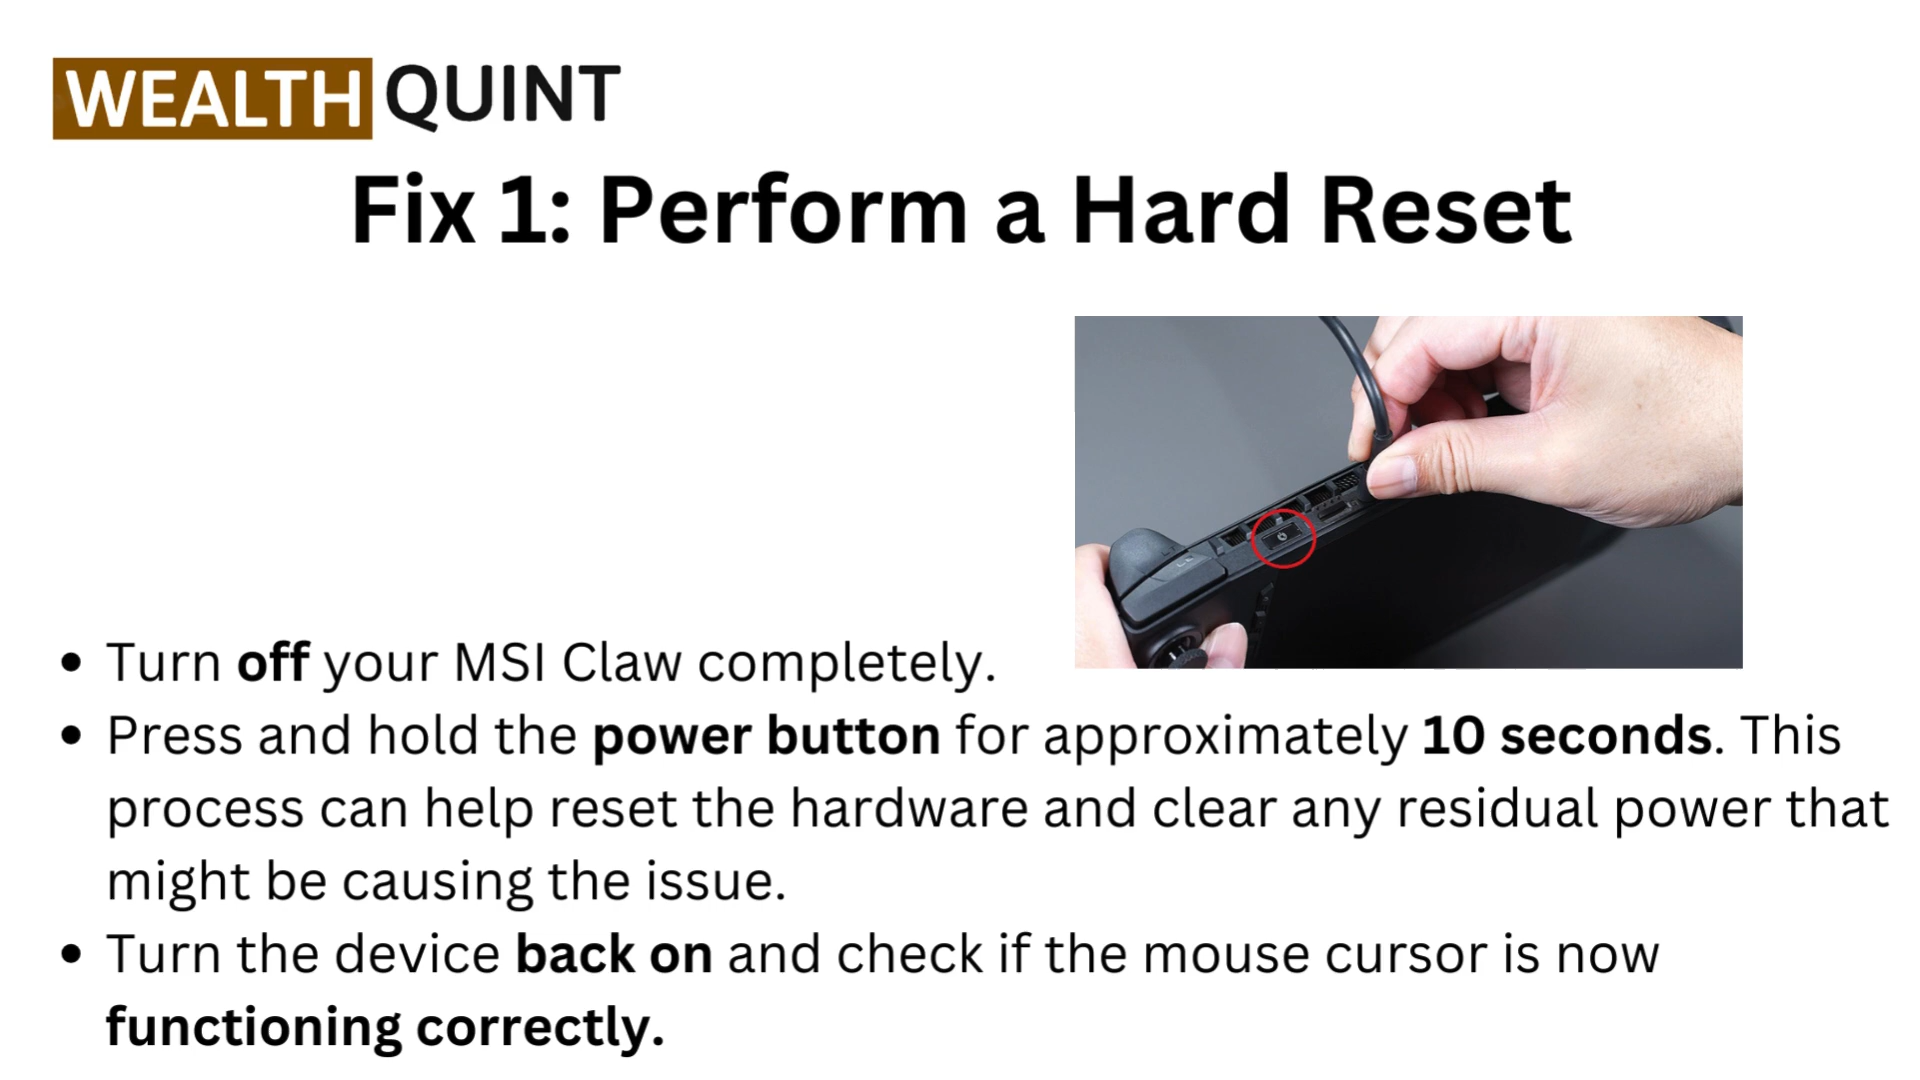 WEALTH QUINT
Fix 1: Perform a Hard Reset
• Turn off your MSI Claw completely.
• Press and hold the power button for approximately 10 seconds. This
process can help reset the hardware and clear any residual power that
might be causing the issue.
• Turn the device back on and check if the mouse cursor is now
functioning correctly.